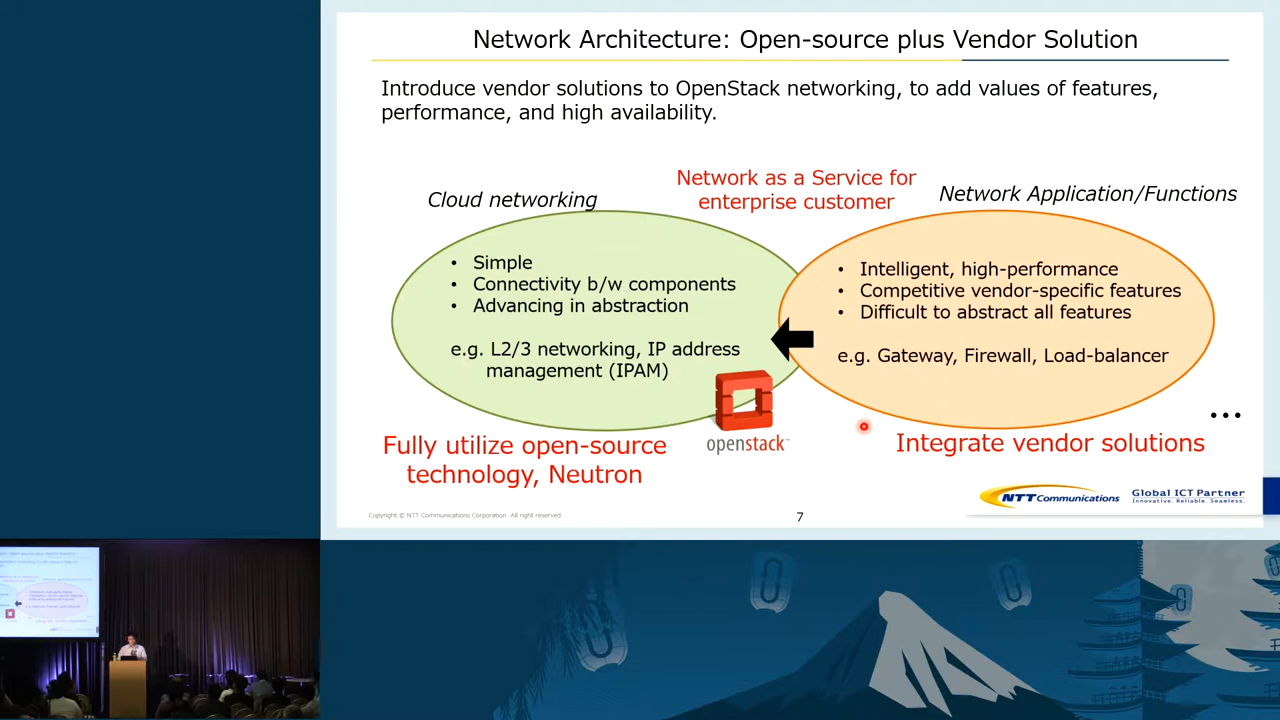 Network Architecture: Open-source plus Vendor Solution
Introduce vendor solutions to OpenStack networking, to add values of features,
performance, and high availability.
Network as a Service for
enterprise customer
Cloud networking
Network Application/Functions
• Simple
• Connectivity b/w components
• Advancing in abstraction
e.g. L2/3 networking, IP address
management (IPAM)
• Intelligent, high-performance
• Competitive vendor-specific features
• Difficult to abstract all features
e.g. Gateway, Firewall, Load-balancer
openstack™
...
Fully utilize open-source
technology, Neutron
Integrate vendor solutions
NTT Communications
Global ICT Partner
Innovative. Reliable. Seamless.
Copyright © NTT Communications Corporation. All right reserved.
7